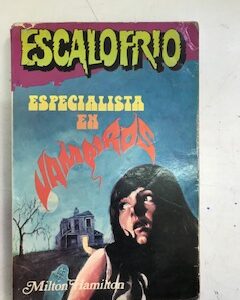 ESCALOFRIO
ESPECIALISTA
EN
VAMPIROS
Milton Hamilton